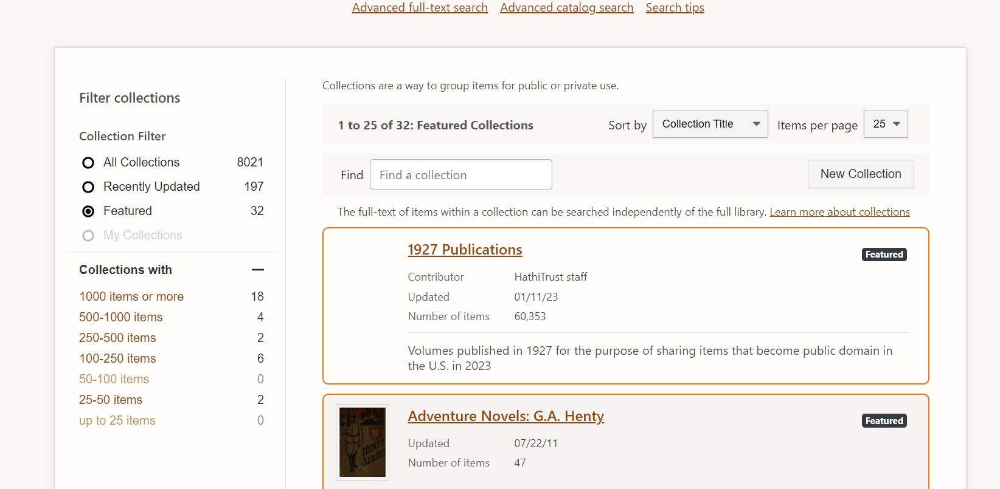 Advanced full-text search Advanced catalog search Search tips
Filter collections
Collection Filter
All Collections 8021
Recently Updated 197
Featured 32
My Collections
Collections with
1000 items or more 18
500-1000 items 4
250-500 items 2
100-250 items 6
50-100 items 0
25-50 items 2
up to 25 items 0
Collections are a way to group items for public or private use.
1 to 25 of 32: Featured Collections Sort by Collection Title Items per page 25
Find Find a collection New Collection
The full-text of items within a collection can be searched independently of the full library. Learn more about collections
1927 Publications Featured
Contributor HathiTrust staff
Updated 01/11/23
Number of items 60,353
Volumes published in 1927 for the purpose of sharing items that become public domain in
the U.S. in 2023
HENTY
SERIES
Adventure Novels: G.A. Henty Featured
Updated 07/22/11
Number of items 47